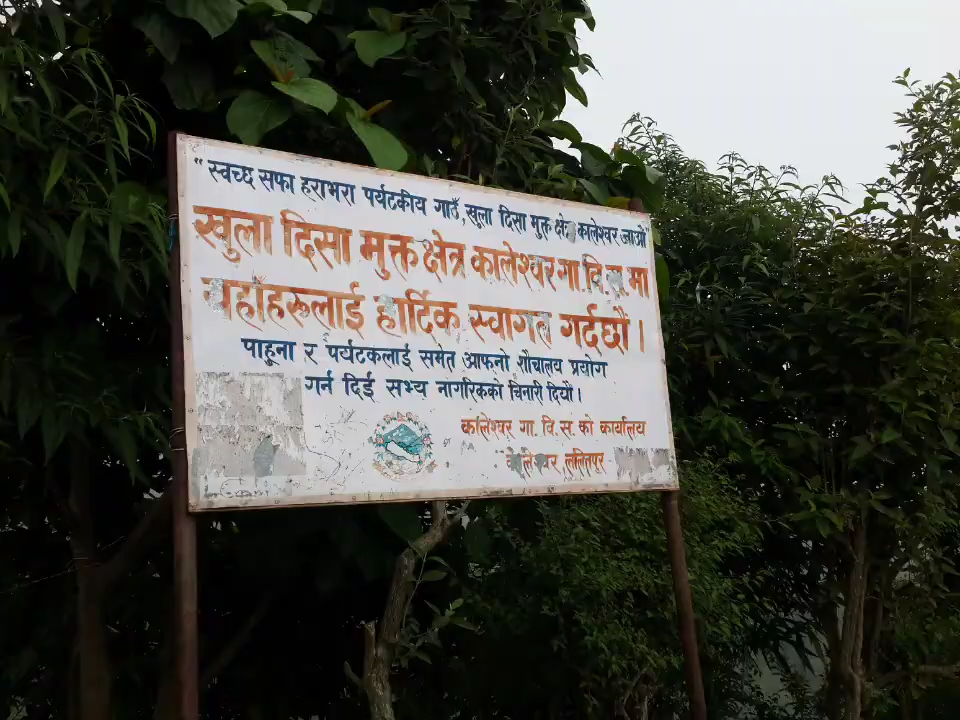 "स्वच्छ सफा हराभरा पर्यटकीय गाउँ, खुला दिसा मुक्त क्षेत्र कालेश्वर जाऔं"
खुला दिसा मुक्त क्षेत्र कालेश्वर गा.वि.स. मा
यहाँहरूलाई हार्दिक स्वागत गर्दछौं ।
पाहुना र पर्यटकलाई समेत आफ्नो शौचालय प्रयोग
गर्न दिई सभ्य नागरिकको चिनारी दियौं ।
कालेश्वर गा. वि. स. को कार्यालय
कालेश्वर, ललितपुर